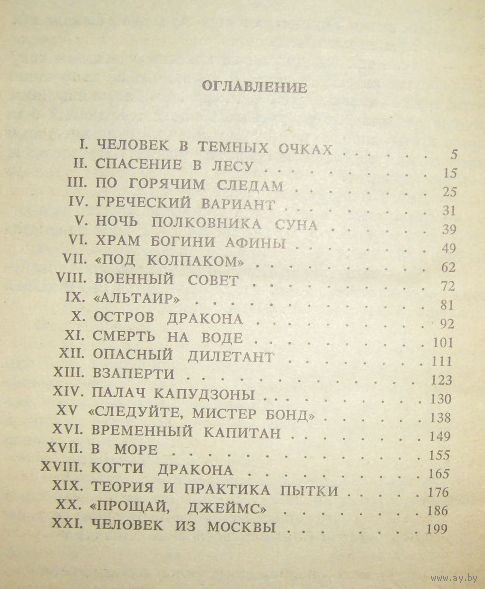 ОГЛАВЛЕНИЕ
I. ЧЕЛОВЕК В ТЕМНЫХ ОЧКАХ . . . . . . 5
II. СПАСЕНИЕ В ЛЕСУ . . . . . . . . . 15
III. ПО ГОРЯЧИМ СЛЕДАМ . . . . . . . . 25
IV. ГРЕЧЕСКИЙ ВАРИАНТ . . . . . . . . 31
V. НОЧЬ ПОЛКОВНИКА СУНА . . . . . . 39
VI. ХРАМ БОГИНИ АФИНЫ . . . . . . . . 49
VII. «ПОД КОЛПАКОМ» . . . . . . . . . 62
VIII. ВОЕННЫЙ СОВЕТ . . . . . . . . . 72
IX. «АЛЬТАИР» . . . . . . . . . . . 81
X. ОСТРОВ ДРАКОНА . . . . . . . . . 92
XI. СМЕРТЬ НА ВОДЕ . . . . . . . . . 101
XII. ОПАСНЫЙ ДИЛЕТАНТ . . . . . . . . 111
XIII. ВЗАПЕРТИ . . . . . . . . . . . 123
XIV. ПАЛАЧ КАПУДЗОНЫ . . . . . . . . 130
XV «СЛЕДУЙТЕ, МИСТЕР БОНД» . . . . . 138
XVI. ВРЕМЕННЫЙ КАПИТАН . . . . . . . 149
XVII. В МОРЕ . . . . . . . . . . . . 155
XVIII. КОГТИ ДРАКОНА . . . . . . . . . 165
XIX. ТЕОРИЯ И ПРАКТИКА ПЫТКИ . . . . . 176
XX. «ПРОЩАЙ, ДЖЕЙМС» . . . . . . . . 186
XXI. ЧЕЛОВЕК ИЗ МОСКВЫ . . . . . . . 199
www.ay.by